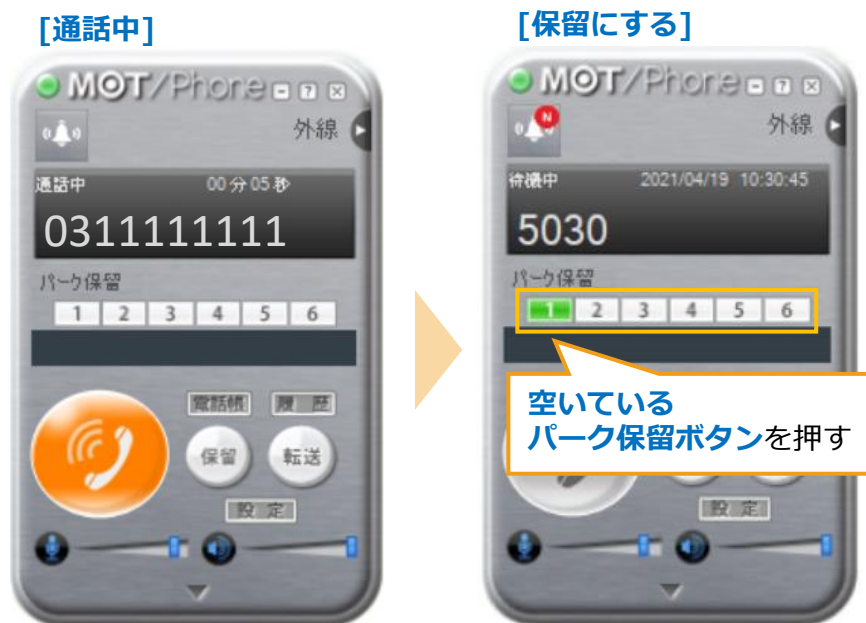 [通話中]
MOT/Phone
外線
通話中 00分05秒
0311111111
パーク保留
1 2 3 4 5 6
電話帳 履歴
保留 転送
設定
[保留にする]
MOT/Phone
N
外線
待機中 2021/04/19 10:30:45
5030
パーク保留
1 2 3 4 5 6
空いている
パーク保留ボタンを押す
設定